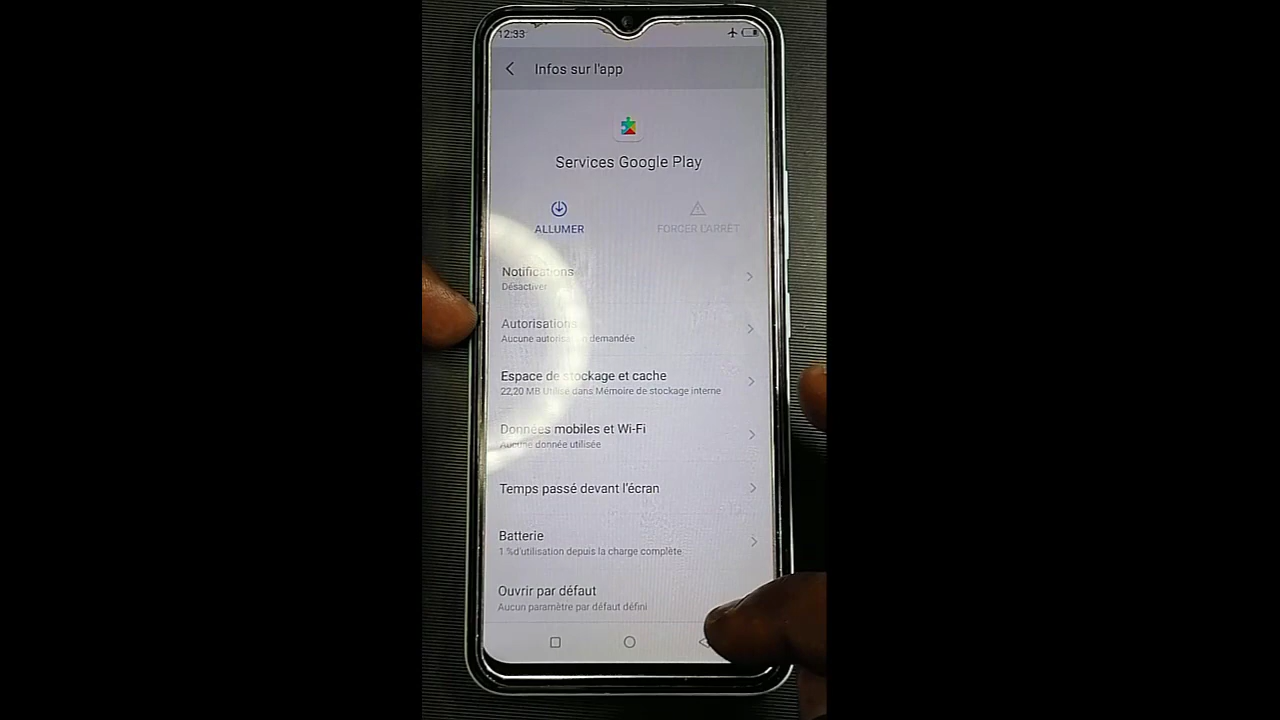 12:33
Infos sur l'app
Services Google Play
ALLUMER
FORCER L'ARRÊT
Notifications
Désactiver
Autorisations
Aucune autorisation demandée
Espace de stockage et cache
22,20 MB Utilisé dans Mémoire de stockage interne
Données mobiles et Wi-Fi
Aucune donnée utilisée
Temps passé devant l'écran
Batterie
1 %d'utilisation depuis la charge complète
Ouvrir par défaut
Aucun paramètre par défaut défini